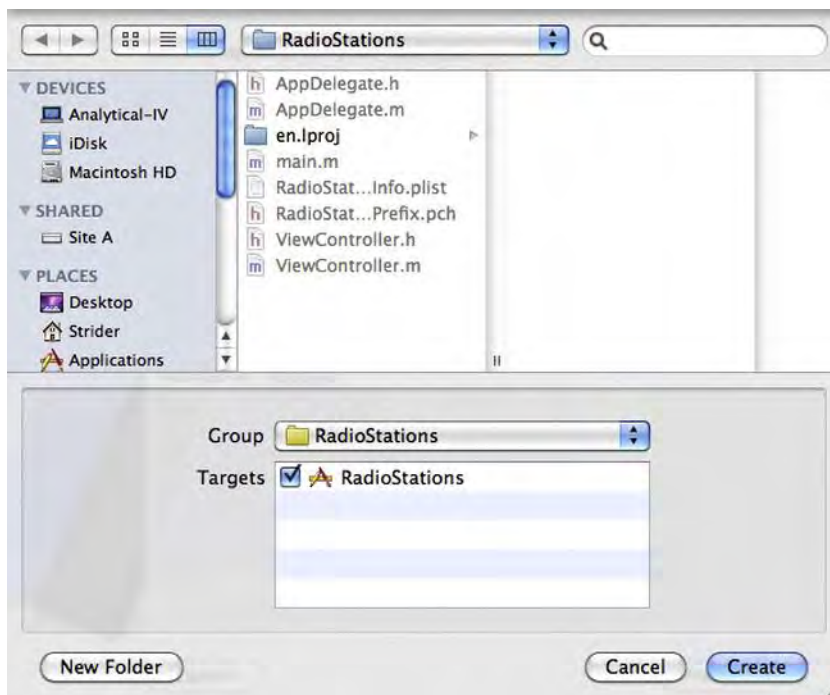 RadioStations
DEVICES
Analytical-IV
iDisk
Macintosh HD
SHARED
Site A
PLACES
Desktop
Strider
Applications
h AppDelegate.h
m AppDelegate.m
en.lproj
m main.m
RadioStat...Info.plist
h RadioStat...Prefix.pch
h ViewController.h
m ViewController.m
Group RadioStations
Targets RadioStations
New Folder
Cancel
Create